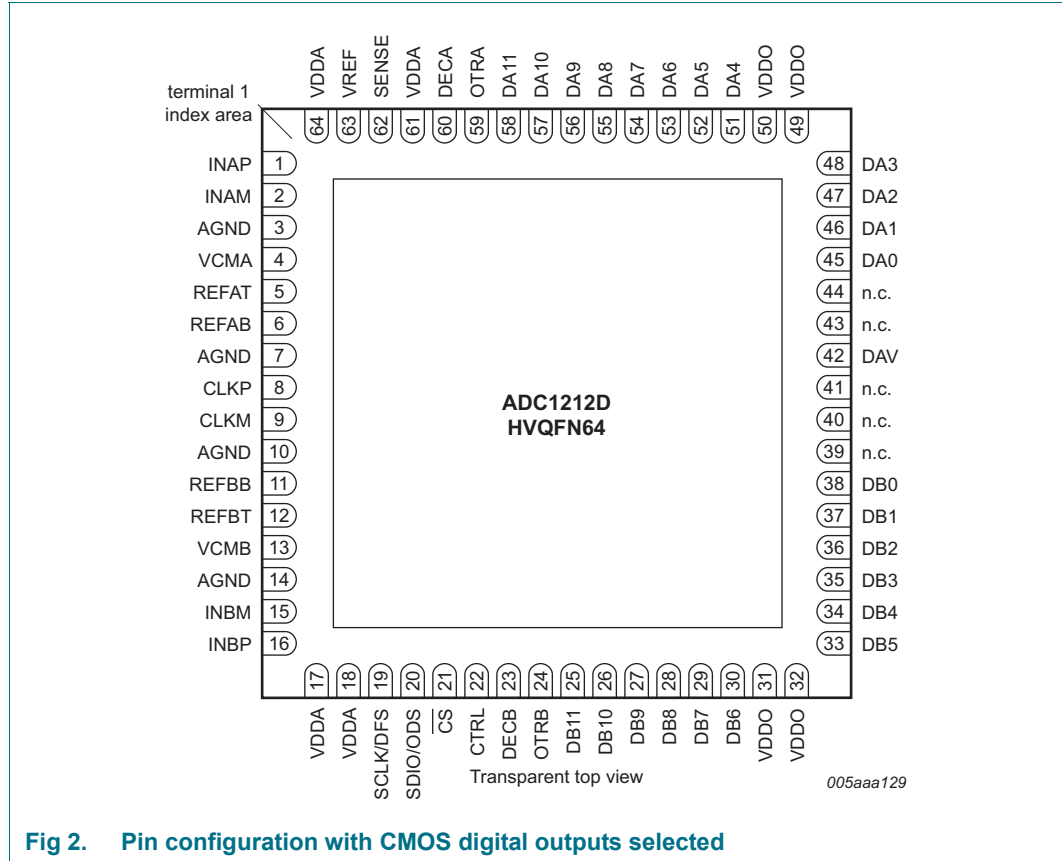 VDDA
VREF
SENSE
VDDA
DECA
OTRA
DA11
DA10
DA9
DA8
DA7
DA6
DA5
DA4
VDDO
VDDO
terminal 1
index area
64
63
62
61
60
59
58
57
56
55
54
53
52
51
50
49
INAP 1
INAM 2
AGND 3
VCMA 4
REFAT 5
REFAB 6
AGND 7
CLKP 8
CLKM 9
AGND 10
REFBB 11
REFBT 12
VCMB 13
AGND 14
INBM 15
INBP 16
ADC1212D
HVQFN64
48 DA3
47 DA2
46 DA1
45 DA0
44 n.c.
43 n.c.
42 DAV
41 n.c.
40 n.c.
39 n.c.
38 DB0
37 DB1
36 DB2
35 DB3
34 DB4
33 DB5
17
18
19
20
21
22
23
24
25
26
27
28
29
30
31
32
VDDA
VDDA
SCLK/DFS
SDIO/ODS
CS
CTRL
DECB
OTRB
DB11
DB10
DB9
DB8
DB7
DB6
VDDO
VDDO
Transparent top view
005aaa129
Fig 2. Pin configuration with CMOS digital outputs selected